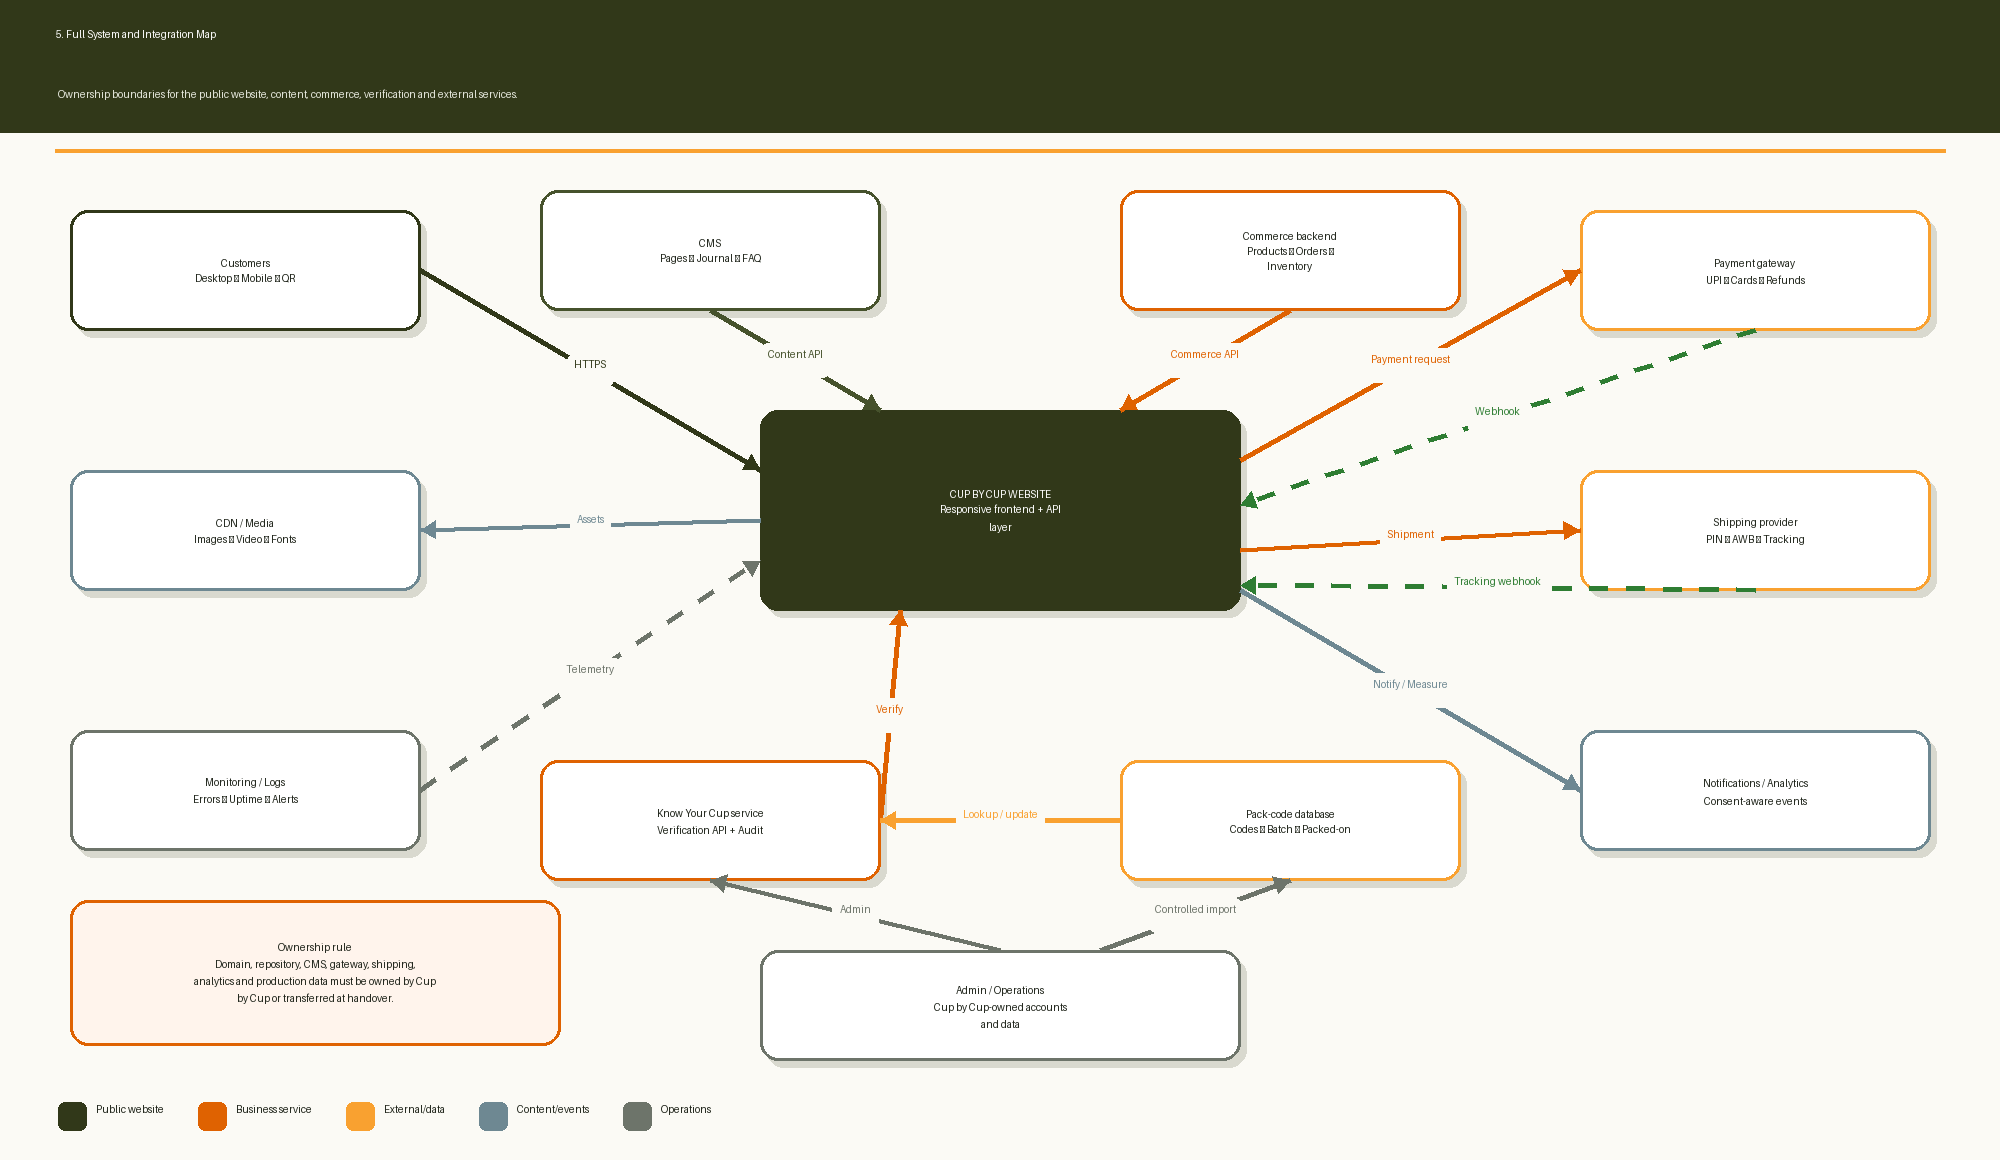 5. Full System and Integration Map
Ownership boundaries for the public website, content, commerce, verification and external services.
Customers
Desktop ▯ Mobile ▯ QR
CMS
Pages ▯ Journal ▯ FAQ
Commerce backend
Products ▯ Orders ▯
Inventory
Payment gateway
UPI ▯ Cards ▯ Refunds
HTTPS
Content API
Commerce API
Payment request
Webhook
CUP BY CUP WEBSITE
Responsive frontend + API
layer
CDN / Media
Images ▯ Video ▯ Fonts
Assets
Shipment
Shipping provider
PIN ▯ AWB ▯ Tracking
Tracking webhook
Telemetry
Verify
Notify / Measure
Monitoring / Logs
Errors ▯ Uptime ▯ Alerts
Know Your Cup service
Verification API + Audit
Lookup / update
Pack-code database
Codes ▯ Batch ▯ Packed-on
Notifications / Analytics
Consent-aware events
Admin
Controlled import
Ownership rule
Domain, repository, CMS, gateway, shipping,
analytics and production data must be owned by Cup
by Cup or transferred at handover.
Admin / Operations
Cup by Cup-owned accounts
and data
Public website
Business service
External/data
Content/events
Operations